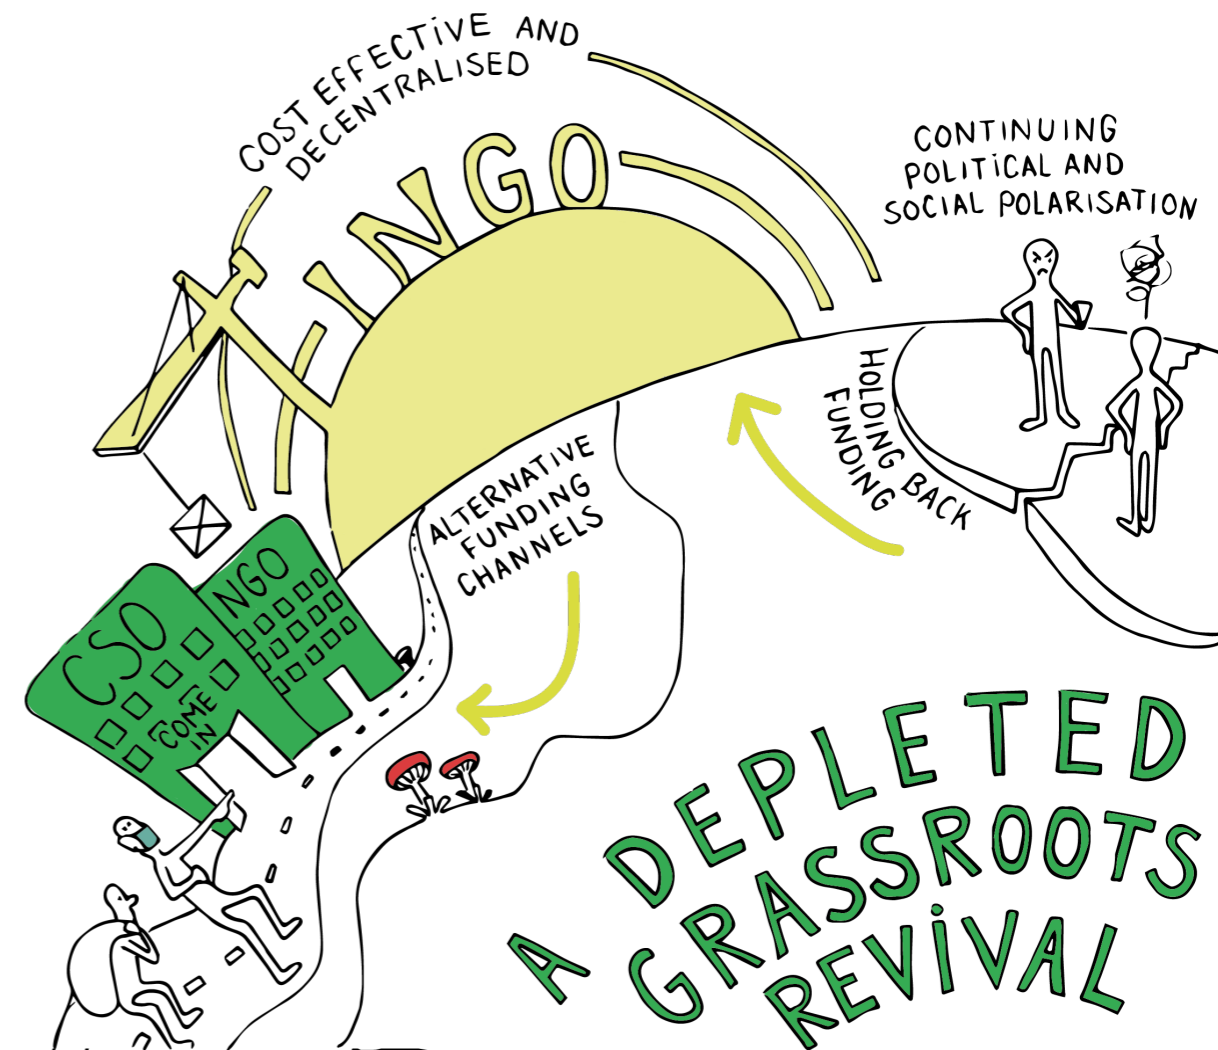 COST EFFECTIVE AND
DECENTRALISED
INGO
CONTINUING
POLITICAL AND
SOCIAL POLARISATION
HOLDING BACK
FUNDING
ALTERNATIVE
FUNDING
CHANNELS
CSO
NGO
COME
IN
A DEPLETED
GRASSROOTS
REVIVAL